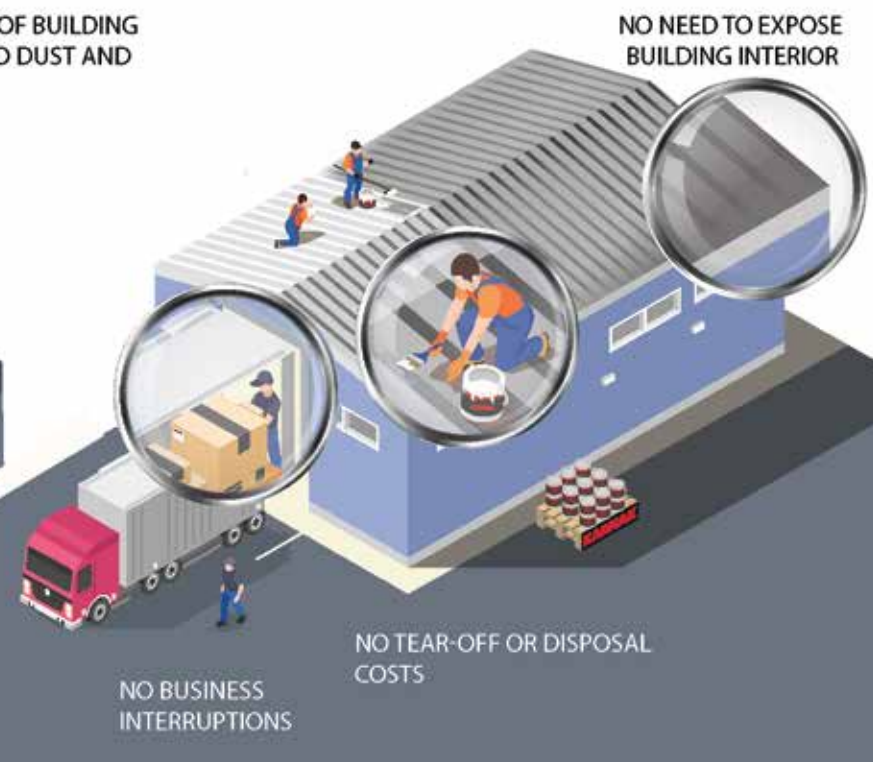 OF BUILDING
O DUST AND
NO NEED TO EXPOSE
BUILDING INTERIOR
NO TEAR-OFF OR DISPOSAL
COSTS
NO BUSINESS
INTERRUPTIONS